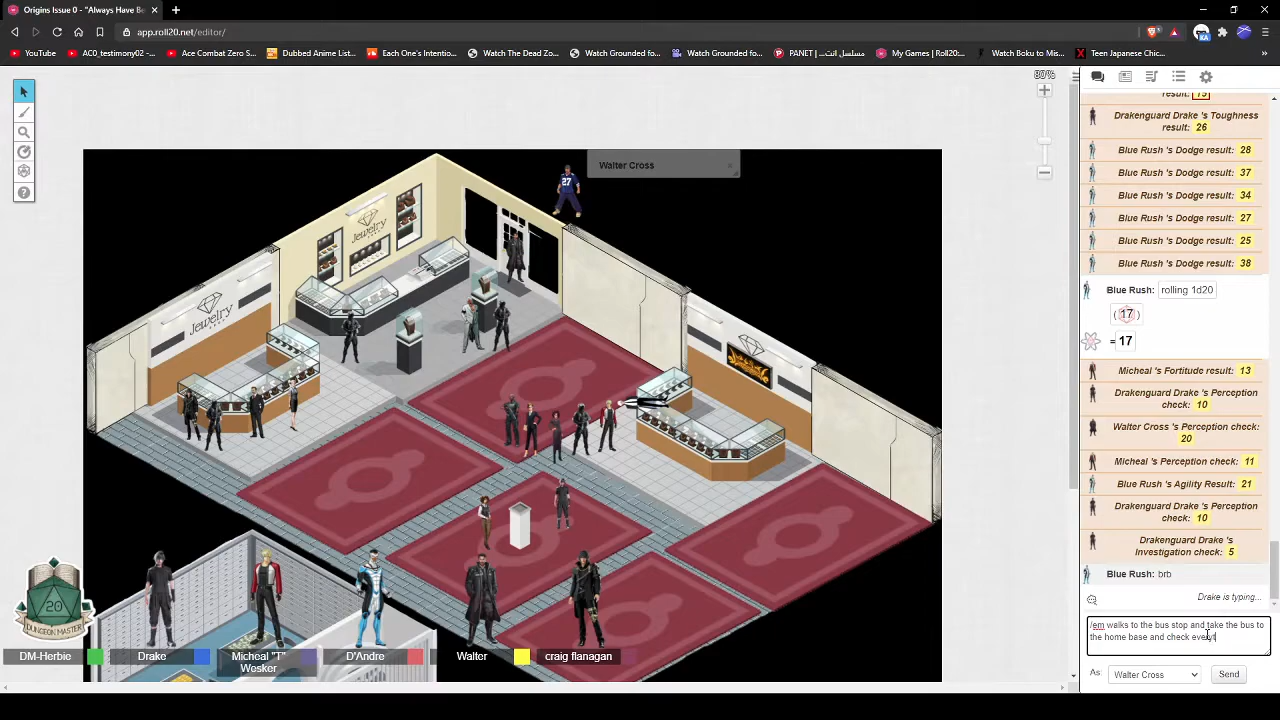 Origins Issue 0 - "Always Have Be
app.roll20.net/editor/
KA
YouTube
AC0_testimony02 -...
Ace Combat Zero S...
Dubbed Anime List...
Each One's Intentio...
Watch The Dead Zo...
Watch Grounded fo...
Watch Grounded fo...
PANET | مسلسل انت...
My Games | Roll20:...
Watch Boku to Mis...
Teen Japanese Chic...
80%
Walter Cross
27
Jewelry
Jewelry
20
DUNGEON MASTER
DM-Herbie
Drake
Micheal "T"
Wesker
D'Andre
Walter
craig flanagan
result: 15
Drakenguard Drake 's Toughness
result: 26
Blue Rush 's Dodge result: 28
Blue Rush 's Dodge result: 37
Blue Rush 's Dodge result: 34
Blue Rush 's Dodge result: 27
Blue Rush 's Dodge result: 25
Blue Rush 's Dodge result: 38
Blue Rush: rolling 1d20
(17)
=17
Micheal 's Fortitude result: 13
Drakenguard Drake 's Perception
check: 10
Walter Cross 's Perception check:
20
Micheal 's Perception check: 11
Blue Rush 's Agility Result: 21
Drakenguard Drake 's Perception
check: 10
Drakenguard Drake 's
Investigation check: 5
Blue Rush: brb
Drake is typing...
/em walks to the bus stop and take the bus to
the home base and check everyt
As:
Walter Cross
Send